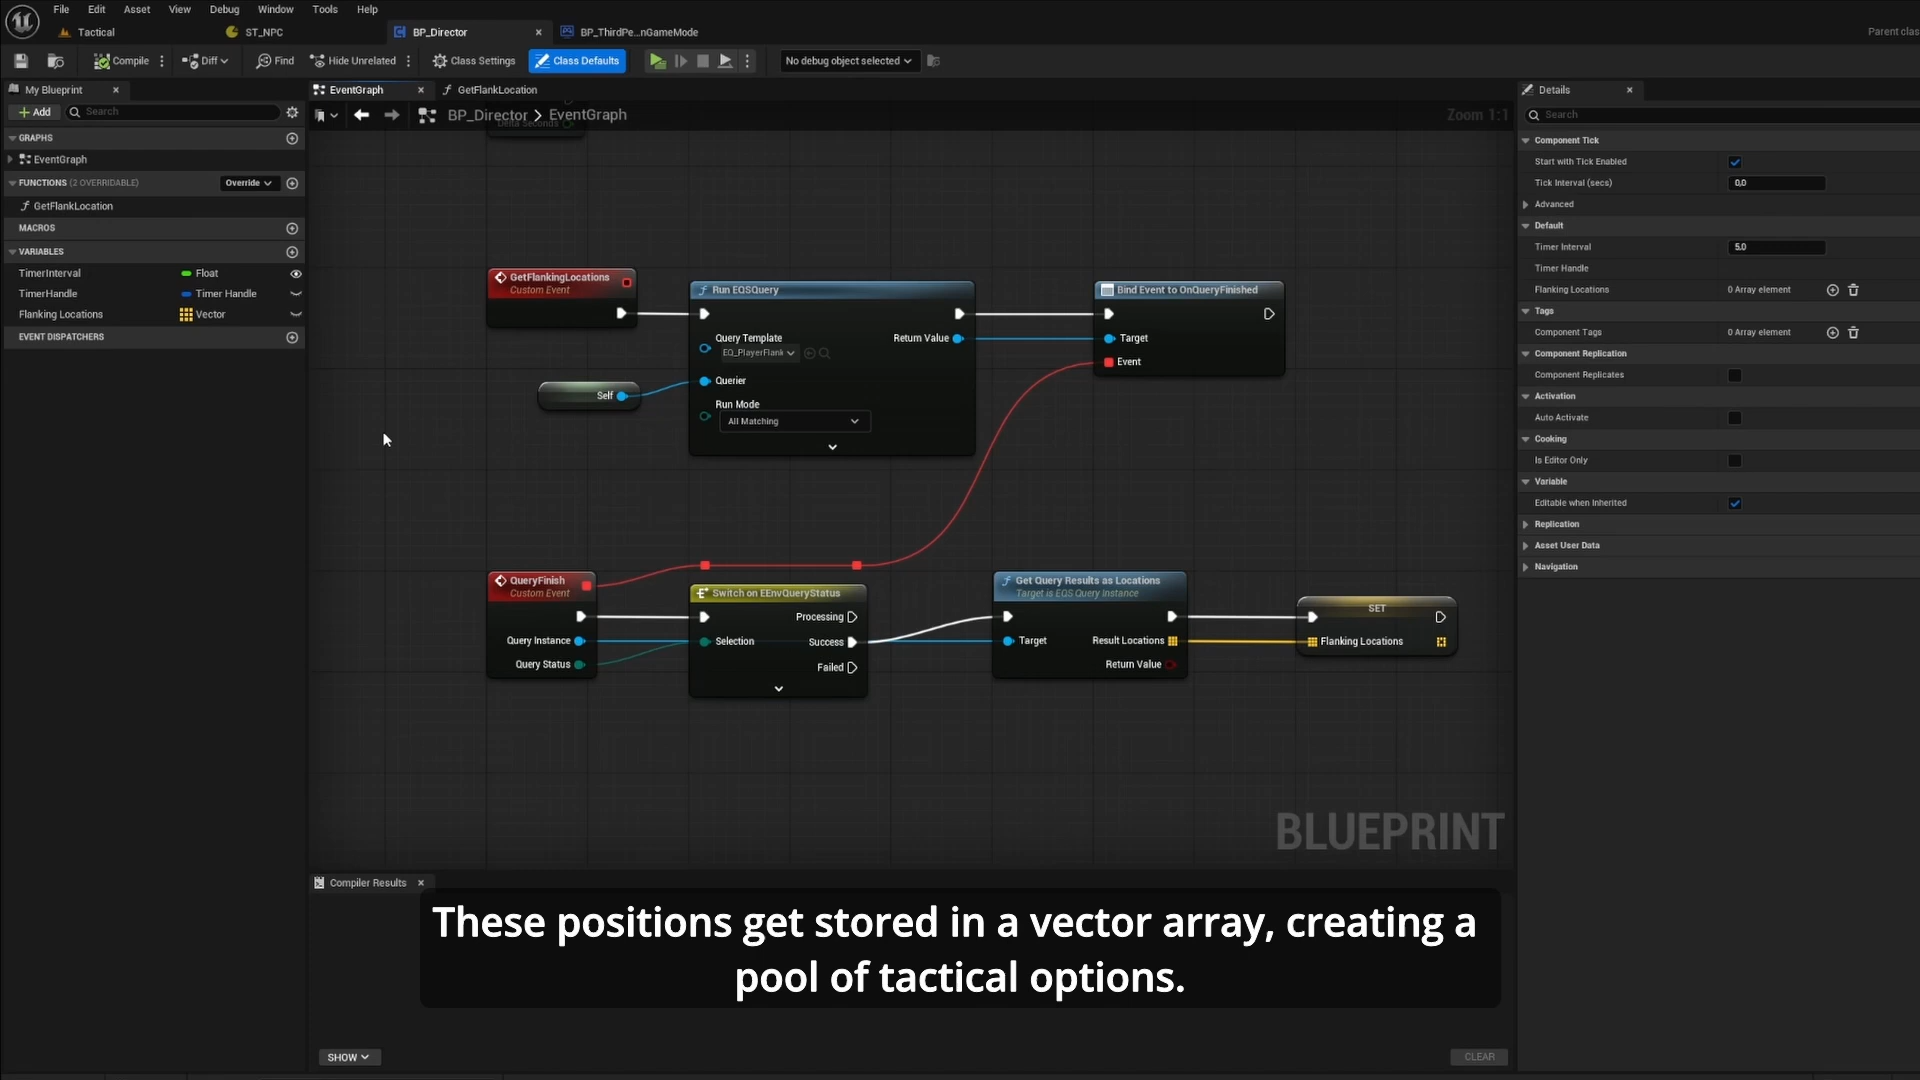 File Edit Asset View Debug Window Tools Help
Tactical ST_NPC BP_Director BP_ThirdPe...nGameMode Parent clas
Compile Diff Find Hide Unrelated Class Settings Class Defaults No debug object selected
My Blueprint
Add Search
GRAPHS
EventGraph
FUNCTIONS (2 OVERRIDABLE) Override
GetFlankLocation
MACROS
VARIABLES
TimerInterval Float
TimerHandle Timer Handle
Flanking Locations Vector
EVENT DISPATCHERS
EventGraph GetFlankLocation
BP_Director > EventGraph Zoom 1:1
Delta Seconds
GetFlankingLocations
Custom Event
Run EQSQuery
Query Template Return Value
EQ_PlayerFlank
Querier
Run Mode
All Matching
Self
Bind Event to OnQueryFinished
Target
Event
QueryFinish
Custom Event
Query Instance
Query Status
Switch on EEnvQueryStatus
Processing
Selection Success
Failed
Get Query Results as Locations
Target is EQS Query Instance
Target Result Locations
Return Value
SET
Flanking Locations
BLUEPRINT
Compiler Results
These positions get stored in a vector array, creating a
pool of tactical options.
SHOW CLEAR
Details
Search
Component Tick
Start with Tick Enabled
Tick Interval (secs) 0,0
Advanced
Default
Timer Interval 5.0
Timer Handle
Flanking Locations 0 Array element
Tags
Component Tags 0 Array element
Component Replication
Component Replicates
Activation
Auto Activate
Cooking
Is Editor Only
Variable
Editable when Inherited
Replication
Asset User Data
Navigation